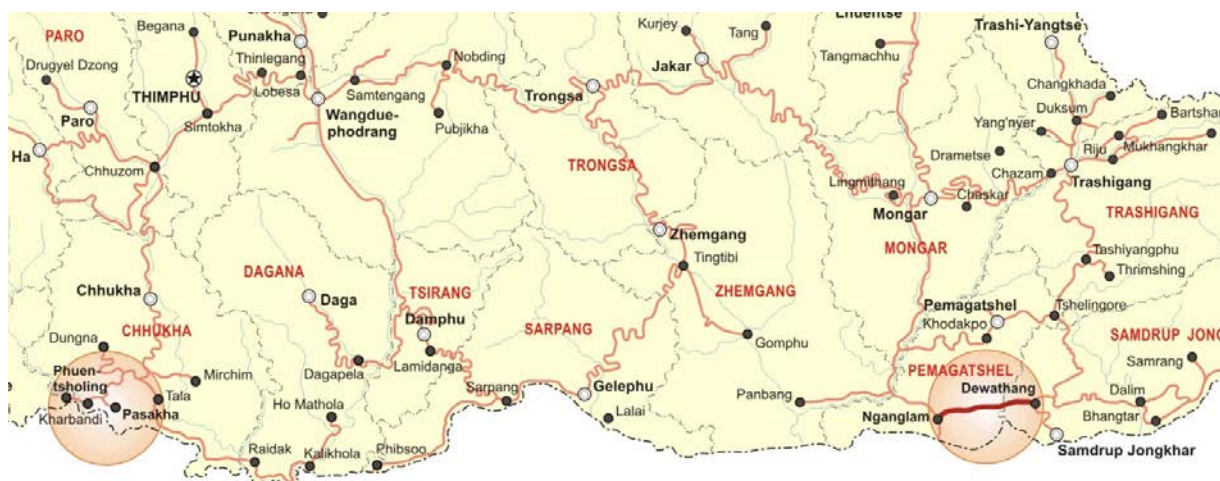 Kurjey
Tang
Trashi-Yangtse
Begana
PARO
Punakha
Tangmachhu
Drugyel Dzong
Thinlegang
Nobding
Jakar
Changkhada
THIMPHU
Lobesa
Samtengang
Trongsa
Duksum
Bartshan
Paro
Simtokha
Wangdue-
phodrang
Pubjikha
Yang'nyer
Riju
Mukhangkhar
Ha
Drametse
Chhuzom
TRONGSA
Chazam
Trashigang
Lingmithang
Mongar
Chaskar
TRASHIGANG
Zhemgang
MONGAR
Tashiyangphu
Tingtibi
Thrimshing
DAGANA
TSIRANG
ZHEMGANG
Chhukha
Daga
Pemagatshel
Tshelingore
CHHUKHA
Damphu
SARPANG
Khodakpo
Dungna
Gomphu
SAMDRUP JONG
Lamidanga
Samrang
Phuen-
tsholing
Mirchim
Dagapela
PEMAGATSHEL
Tala
Sarpang
Gelephu
Panbang
Dewathang
Dalim
Pasakha
Ho Mathola
Lalai
Nganglam
Bhangtar
Kharbandi
Raidak
Kalikhola
Phibsoo
Samdrup Jongkhar